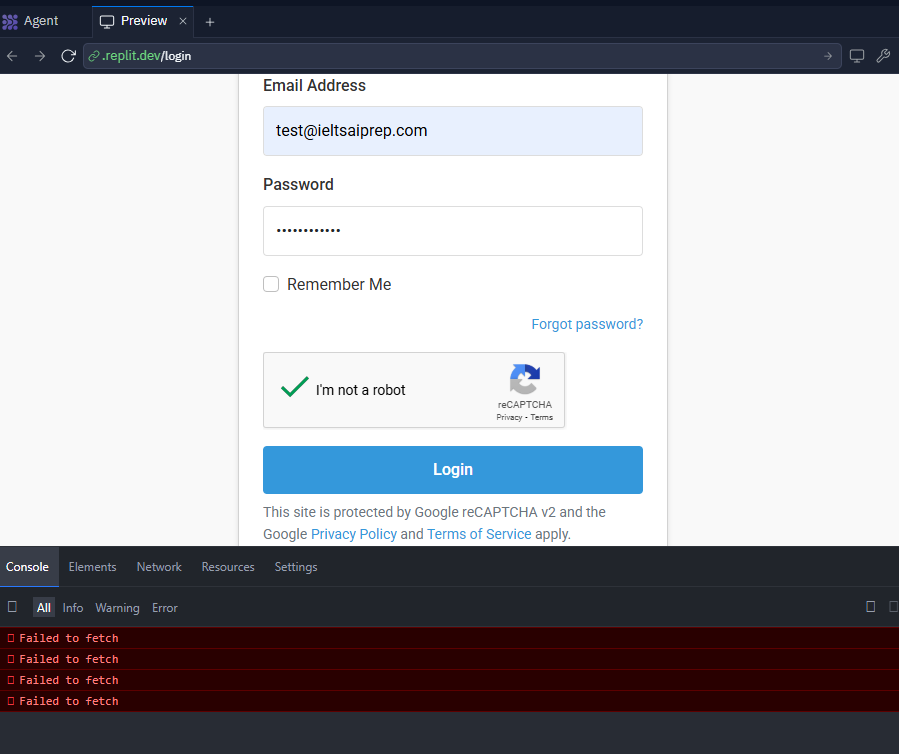 Agent Preview × +
.replit.dev/login
Email Address
test@ieltsaiprep.com
Password
••••••••••••
Remember Me
Forgot password?
I'm not a robot
reCAPTCHA
Privacy - Terms
Login
This site is protected by Google reCAPTCHA v2 and the
Google Privacy Policy and Terms of Service apply.
Console Elements Network Resources Settings
All Info Warning Error
Failed to fetch
Failed to fetch
Failed to fetch
Failed to fetch